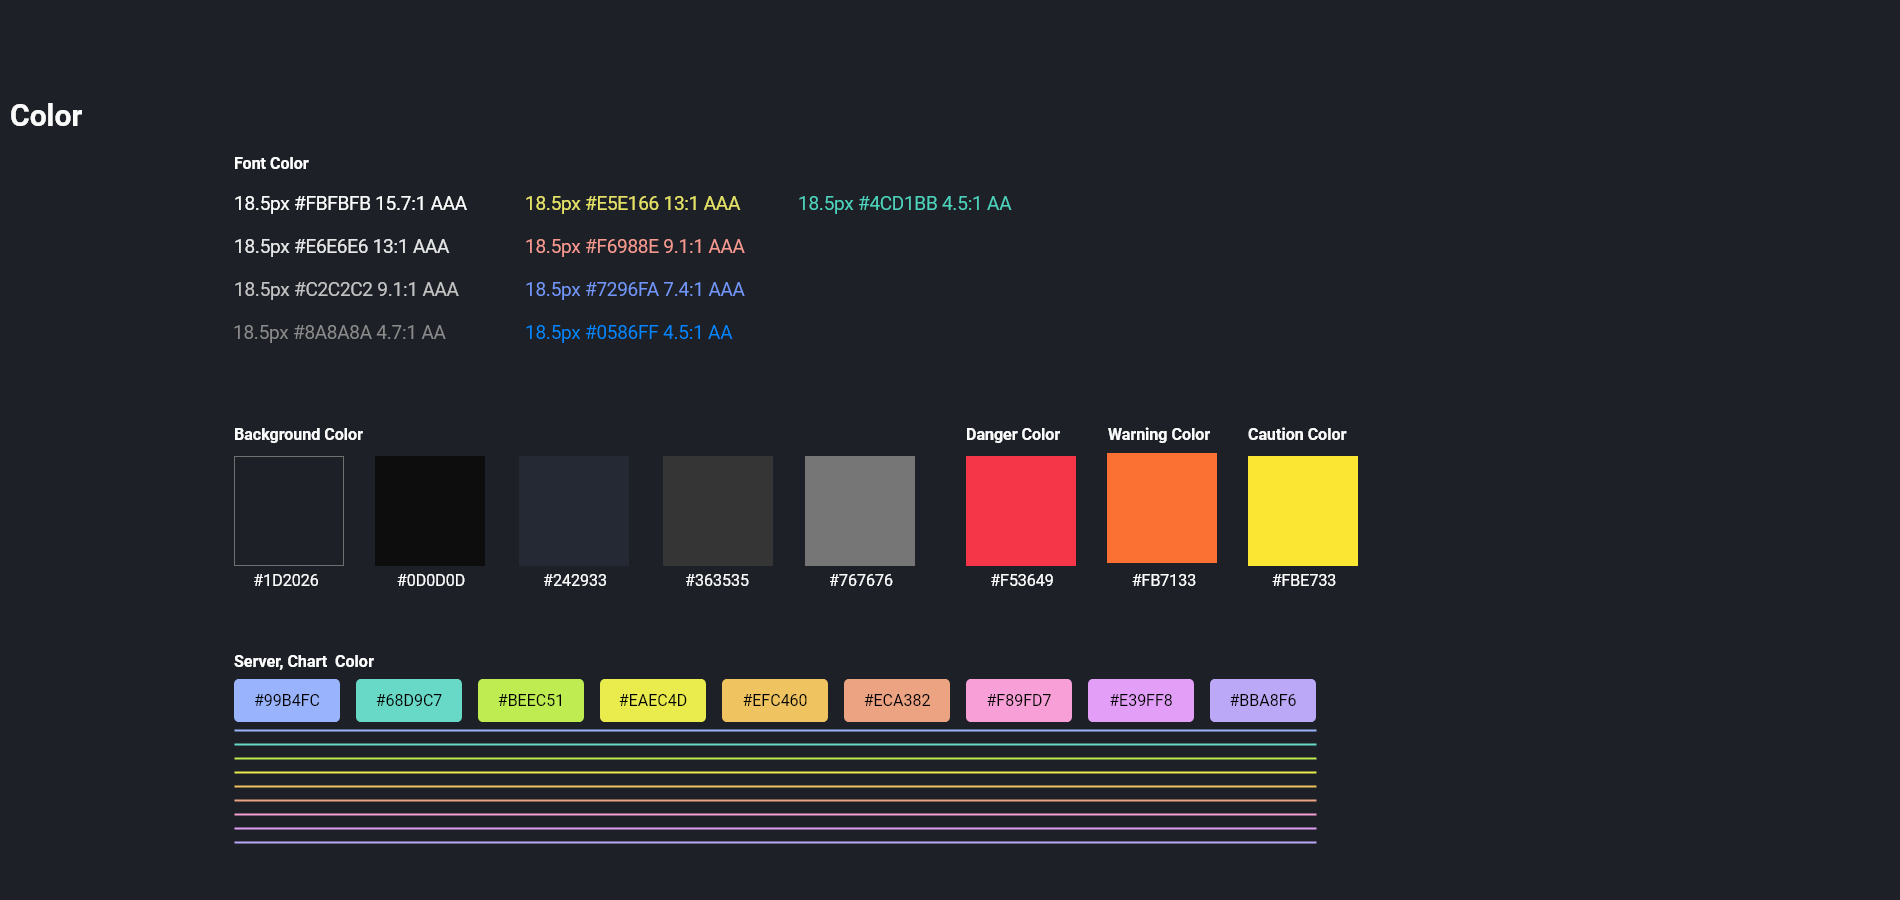 Color
Font Color
18.5px #FBFBFB 15.7:1 AAA
18.5px #E5E166 13:1 AAA
18.5px #4CD1BB 4.5:1 AA
18.5px #E6E6E6 13:1 AAA
18.5px #F6988E 9.1:1 AAA
18.5px #C2C2C2 9.1:1 AAA
18.5px #7296FA 7.4:1 AAA
18.5px #8A8A8A 4.7:1 AA
18.5px #0586FF 4.5:1 AA
Background Color
Danger Color
Warning Color
Caution Color
#1D2026
#0D0D0D
#242933
#363535
#767676
#F53649
#FB7133
#FBE733
Server, Chart  Color
#99B4FC
#68D9C7
#BEEC51
#EAEC4D
#EFC460
#ECA382
#F89FD7
#E39FF8
#BBA8F6